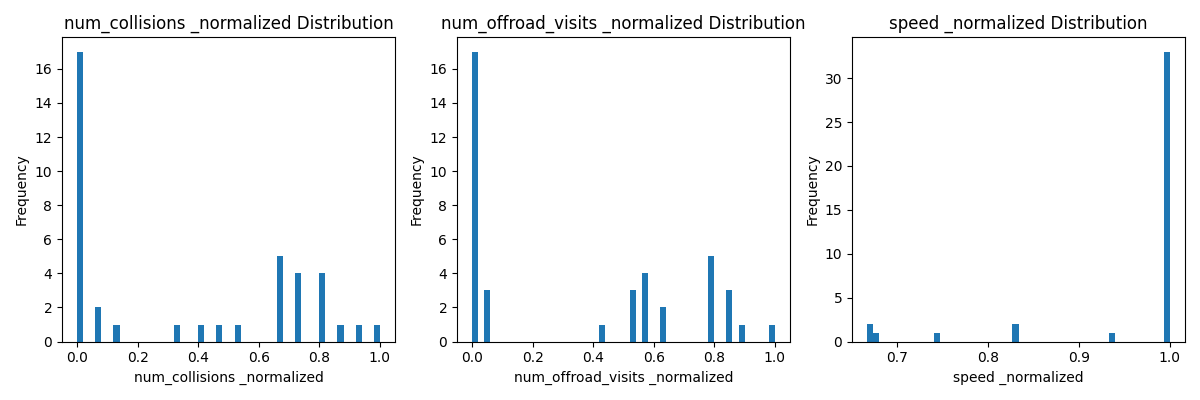 num_collisions _normalized Distribution
Frequency
16
14
12
10
8
6
4
2
0
0.0 0.2 0.4 0.6 0.8 1.0
num_collisions _normalized
num_offroad_visits _normalized Distribution
Frequency
16
14
12
10
8
6
4
2
0
0.0 0.2 0.4 0.6 0.8 1.0
num_offroad_visits _normalized
speed _normalized Distribution
Frequency
30
25
20
15
10
5
0
0.7 0.8 0.9 1.0
speed _normalized